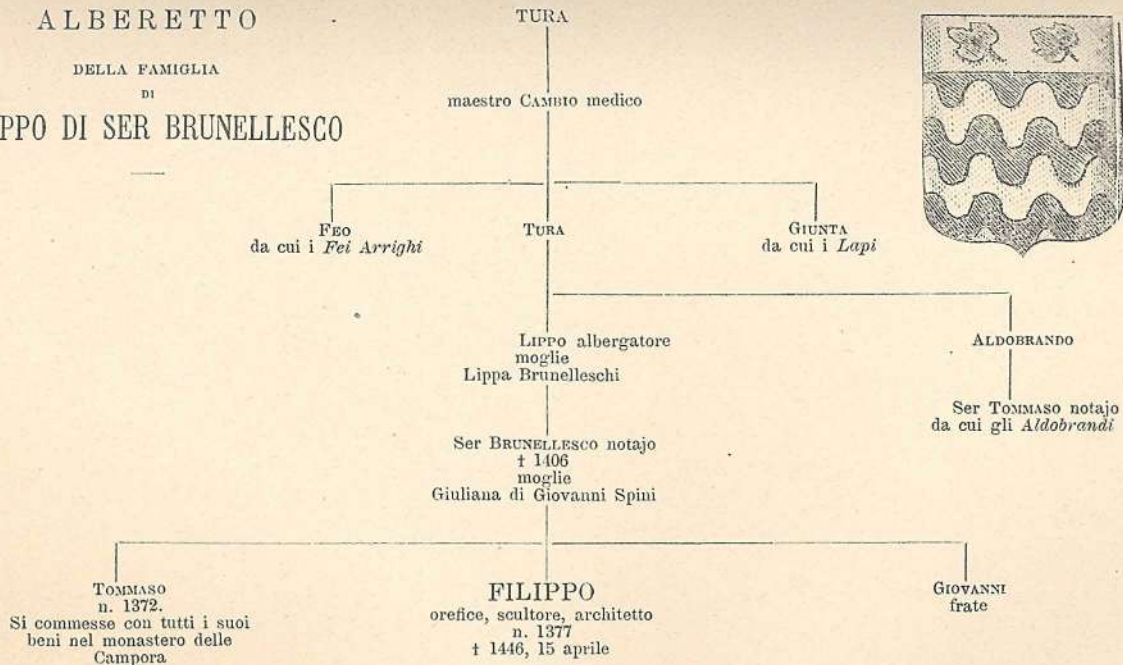 ALBERETTO
DELLA FAMIGLIA
DI
PPO DI SER BRUNELLESCO
TURA
maestro CAMBIO medico
FEO
da cui i Fei Arrighi
TURA
GIUNTA
da cui i Lapi
LIPPO albergatore
moglie
Lippa Brunelleschi
ALDOBRANDO
Ser TOMMASO notajo
da cui gli Aldobrandi
Ser BRUNELLESCO notajo
† 1406
moglie
Giuliana di Giovanni Spini
TOMMASO
n. 1372.
Si commesse con tutti i suoi
beni nel monastero delle
Campora
FILIPPO
orefice, scultore, architetto
n. 1377
† 1446, 15 aprile
GIOVANNI
frate